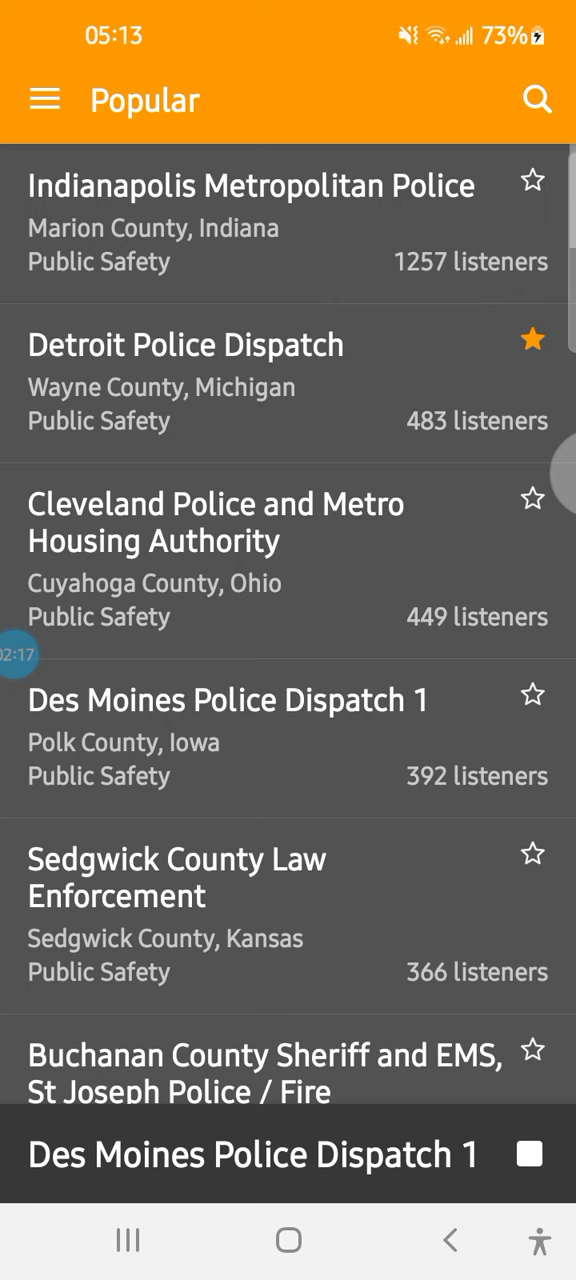 05:13
73%
Popular
Indianapolis Metropolitan Police
Marion County, Indiana
Public Safety
1257 listeners
Detroit Police Dispatch
Wayne County, Michigan
Public Safety
483 listeners
Cleveland Police and Metro
Housing Authority
Cuyahoga County, Ohio
Public Safety
449 listeners
02:17
Des Moines Police Dispatch 1
Polk County, Iowa
Public Safety
392 listeners
Sedgwick County Law
Enforcement
Sedgwick County, Kansas
Public Safety
366 listeners
Buchanan County Sheriff and EMS,
St Joseph Police / Fire
Des Moines Police Dispatch 1